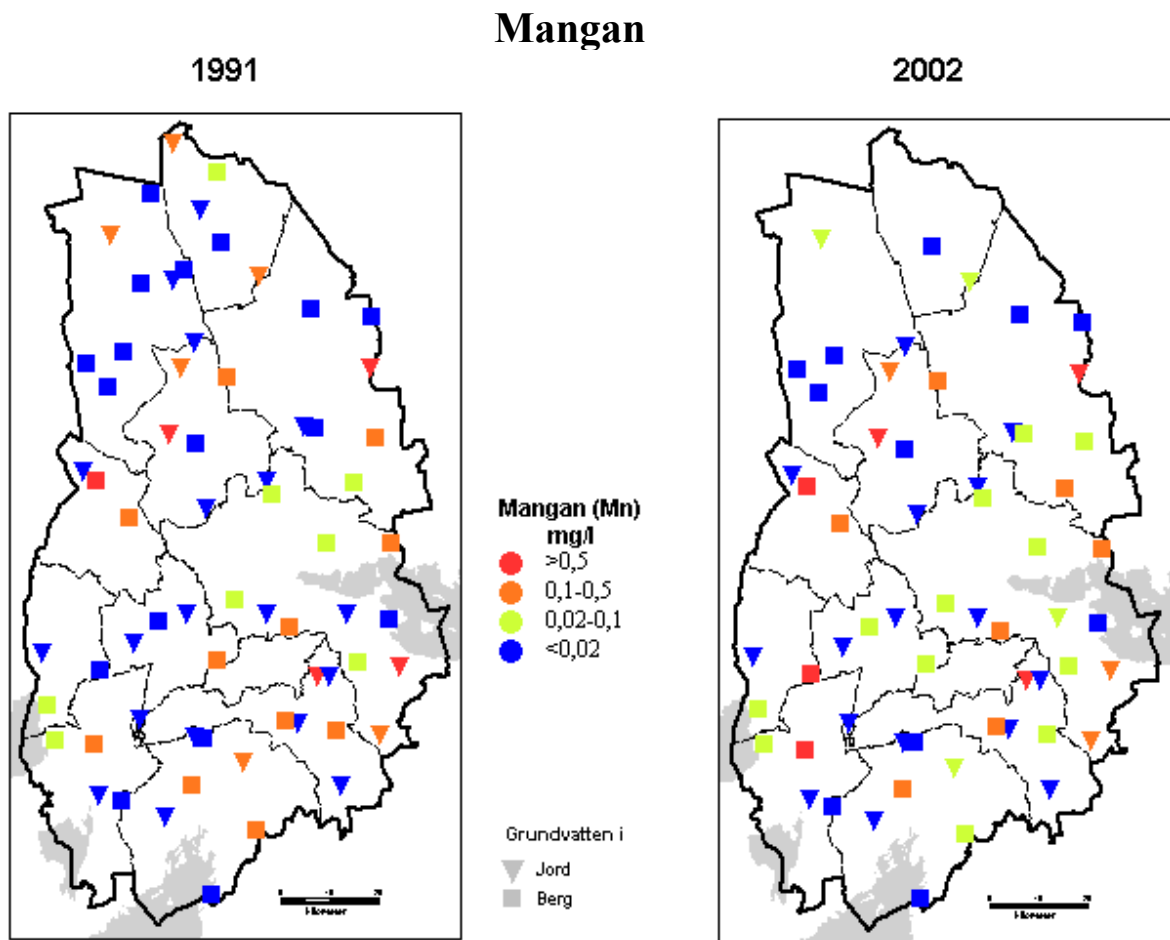 Mangan
1991
2002
Mangan (Mn)
mg/l
>0,5
0,1-0,5
0,02-0,1
<0,02
Grundvatten i
Jord
Berg